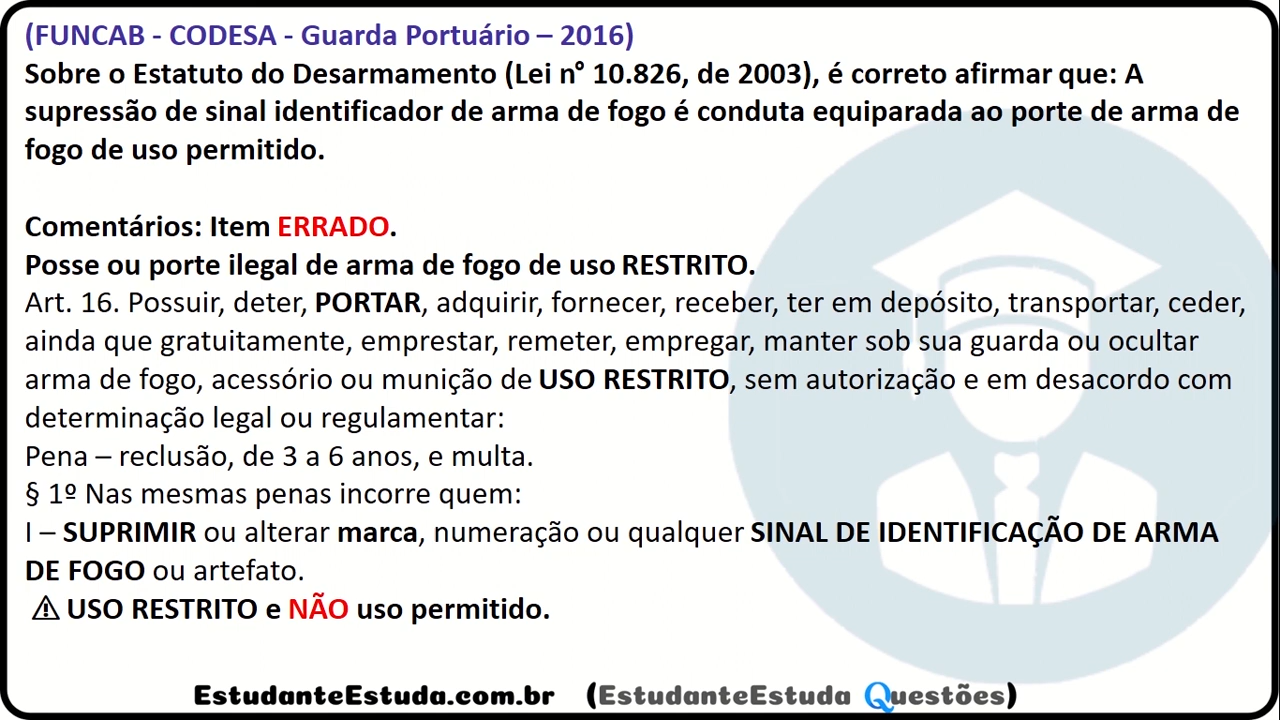 (FUNCAB - CODESA - Guarda Portuário – 2016)
Sobre o Estatuto do Desarmamento (Lei n° 10.826, de 2003), é correto afirmar que: A
supressão de sinal identificador de arma de fogo é conduta equiparada ao porte de arma de
fogo de uso permitido.
Comentários: Item ERRADO.
Posse ou porte ilegal de arma de fogo de uso RESTRITO.
Art. 16. Possuir, deter, PORTAR, adquirir, fornecer, receber, ter em depósito, transportar, ceder,
ainda que gratuitamente, emprestar, remeter, empregar, manter sob sua guarda ou ocultar
arma de fogo, acessório ou munição de USO RESTRITO, sem autorização e em desacordo com
determinação legal ou regulamentar:
Pena – reclusão, de 3 a 6 anos, e multa.
§ 1º Nas mesmas penas incorre quem:
I – SUPRIMIR ou alterar marca, numeração ou qualquer SINAL DE IDENTIFICAÇÃO DE ARMA
DE FOGO ou artefato.
⚠ USO RESTRITO e NÃO uso permitido.
EstudanteEstuda.com.br (EstudanteEstuda Questões)